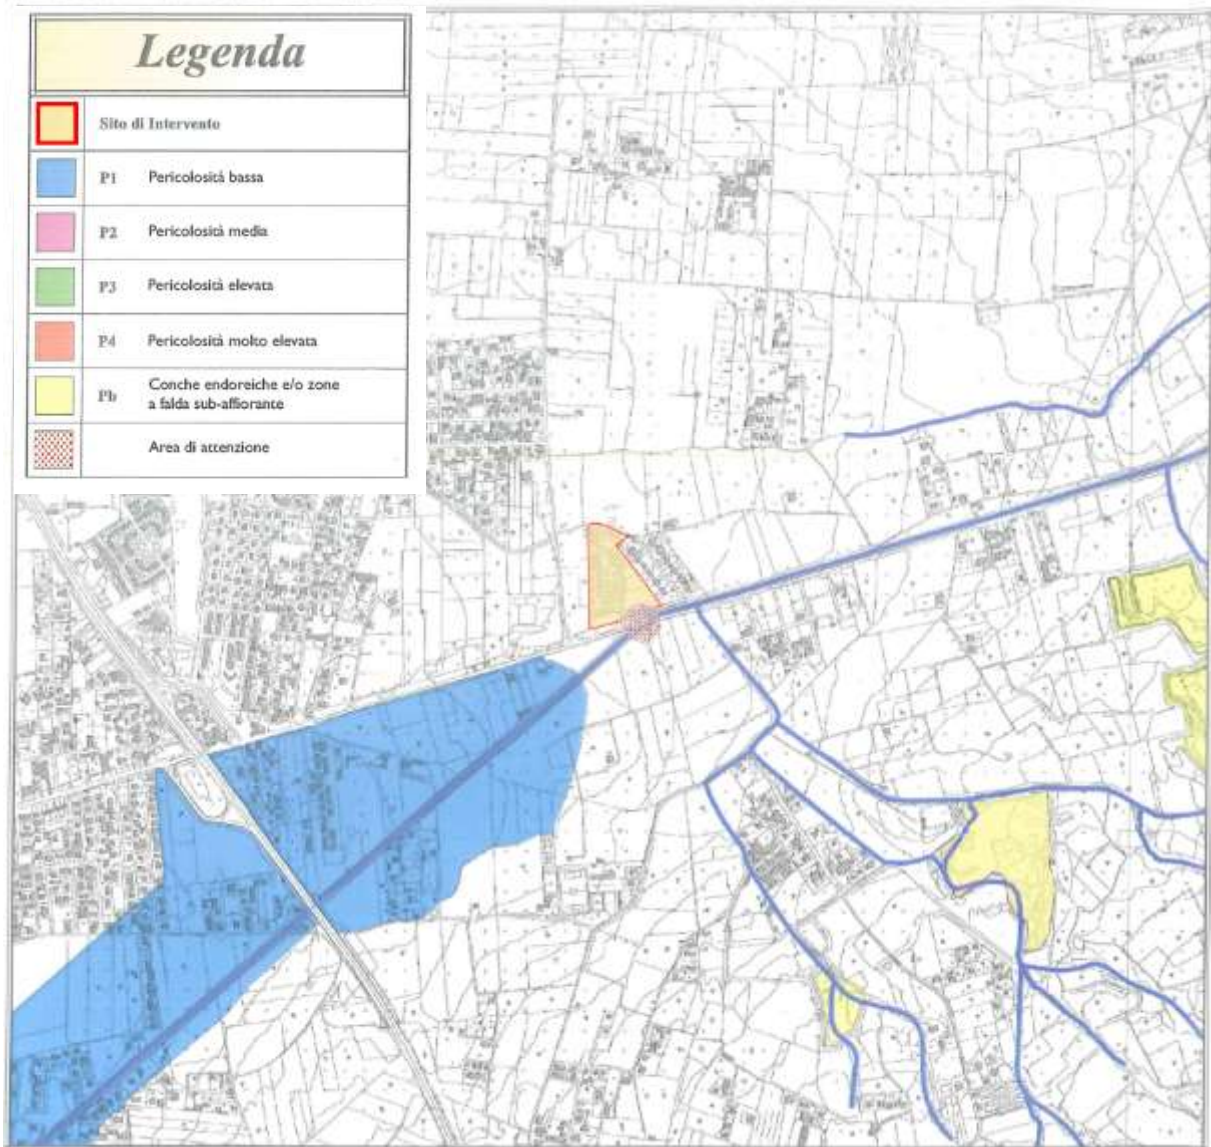 Legenda
Sito di Intervento
P1 Pericolosità bassa
P2 Pericolosità media
P3 Pericolosità elevata
P4 Pericolosità molto elevata
Pb Conche endoreiche e/o zone
a falda sub-affiorante
Area di attenzione